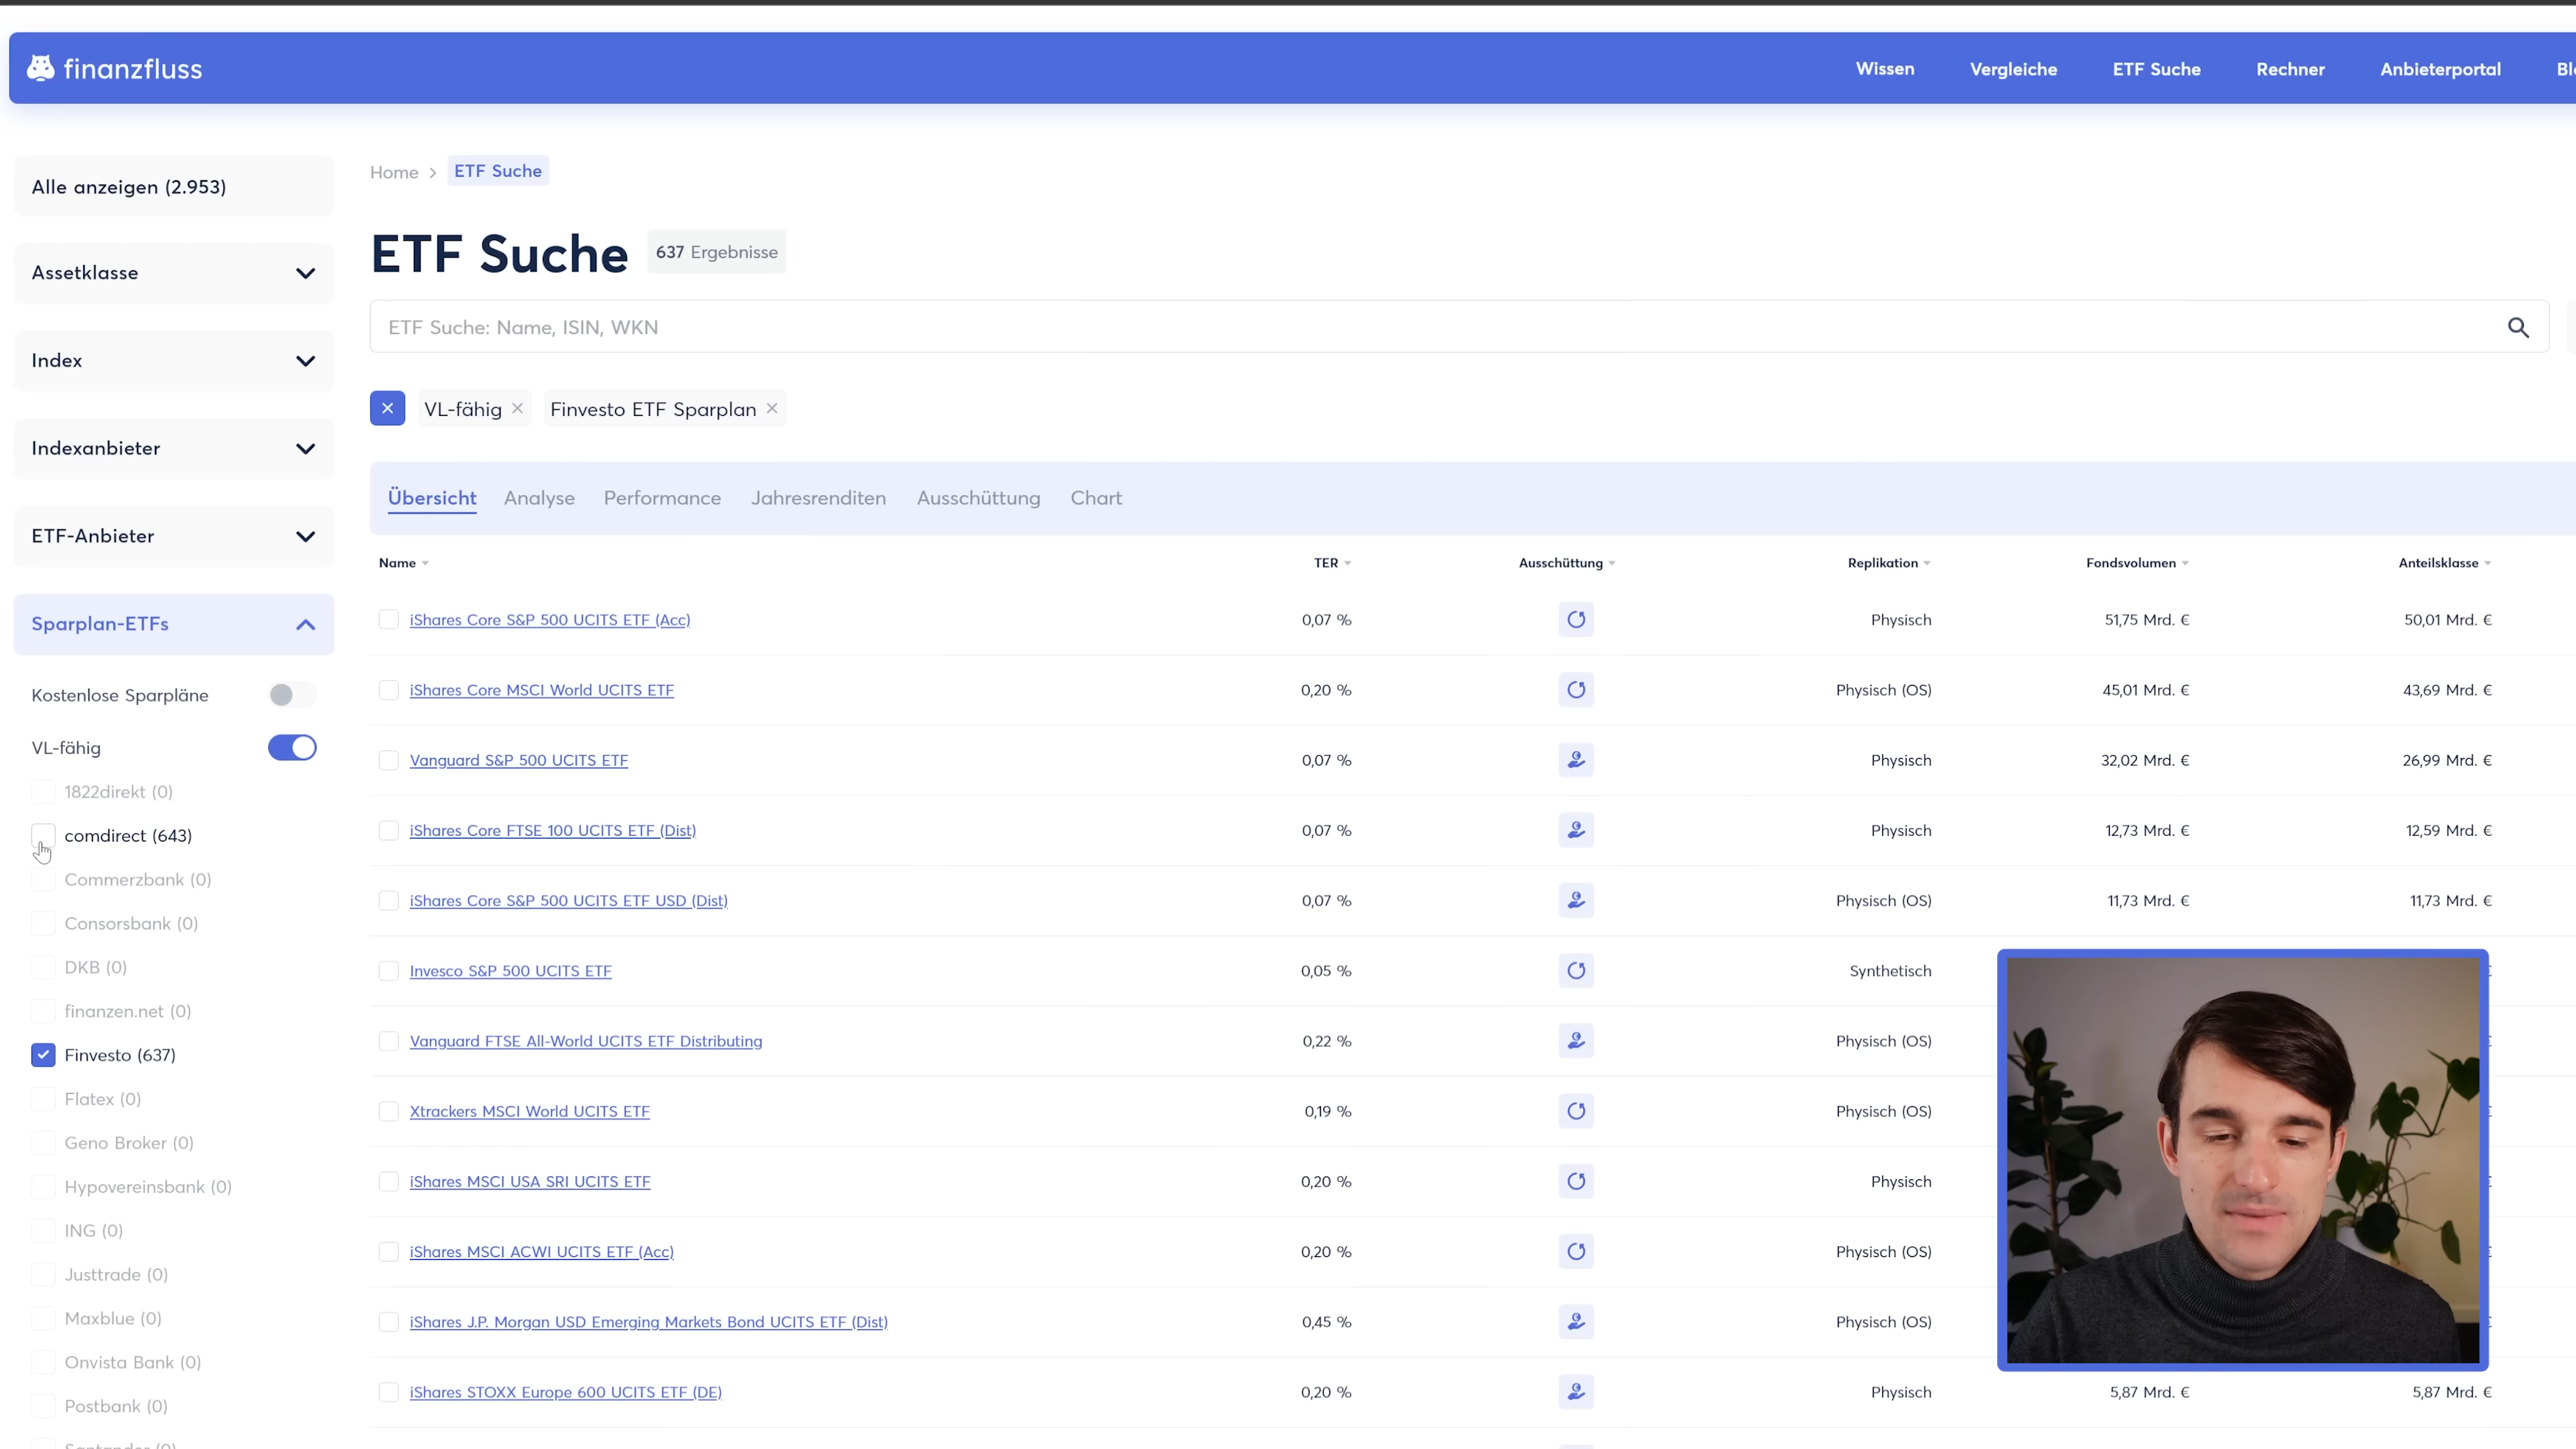 finanzfluss
Wissen Vergleiche ETF Suche Rechner Anbieterportal
Alle anzeigen (2.953)
Assetklasse
Index
Indexanbieter
ETF-Anbieter
Sparplan-ETFs
Kostenlose Sparpläne
VL-fähig
1822direkt (0)
comdirect (643)
Commerzbank (0)
Consorsbank (0)
DKB (0)
finanzen.net (0)
Finvesto (637)
Flatex (0)
Geno Broker (0)
Hypovereinsbank (0)
ING (0)
Justtrade (0)
Maxblue (0)
Onvista Bank (0)
Postbank (0)
Home > ETF Suche
ETF Suche 637 Ergebnisse
ETF Suche: Name, ISIN, WKN
VL-fähig × Finvesto ETF Sparplan ×
Übersicht Analyse Performance Jahresrenditen Ausschüttung Chart
Name TER Ausschüttung Replikation Fondsvolumen Anteilsklasse
iShares Core S&P 500 UCITS ETF (Acc) 0,07 % Physisch 51,75 Mrd. € 50,01 Mrd. €
iShares Core MSCI World UCITS ETF 0,20 % Physisch (OS) 45,01 Mrd. € 43,69 Mrd. €
Vanguard S&P 500 UCITS ETF 0,07 % Physisch 32,02 Mrd. € 26,99 Mrd. €
iShares Core FTSE 100 UCITS ETF (Dist) 0,07 % Physisch 12,73 Mrd. € 12,59 Mrd. €
iShares Core S&P 500 UCITS ETF USD (Dist) 0,07 % Physisch (OS) 11,73 Mrd. € 11,73 Mrd. €
Invesco S&P 500 UCITS ETF 0,05 % Synthetisch
Vanguard FTSE All-World UCITS ETF Distributing 0,22 % Physisch (OS)
Xtrackers MSCI World UCITS ETF 0,19 % Physisch (OS)
iShares MSCI USA SRI UCITS ETF 0,20 % Physisch
iShares MSCI ACWI UCITS ETF (Acc) 0,20 % Physisch (OS)
iShares J.P. Morgan USD Emerging Markets Bond UCITS ETF (Dist) 0,45 % Physisch (OS)
iShares STOXX Europe 600 UCITS ETF (DE) 0,20 % Physisch 5,87 Mrd. € 5,87 Mrd. €